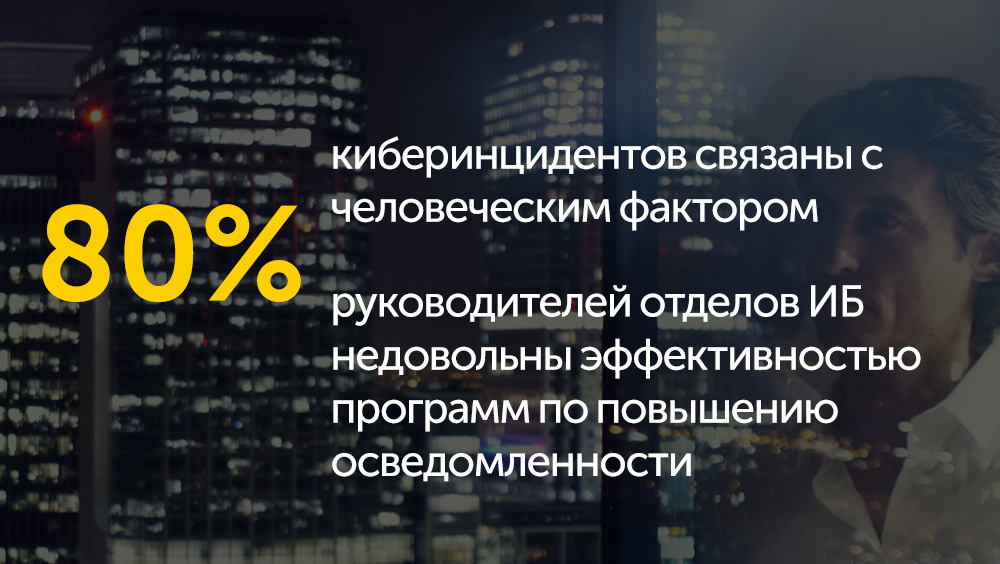 80%
киберинцидентов связаны с
человеческим фактором
руководителей отделов ИБ
недовольны эффективностью
программ по повышению
осведомленности